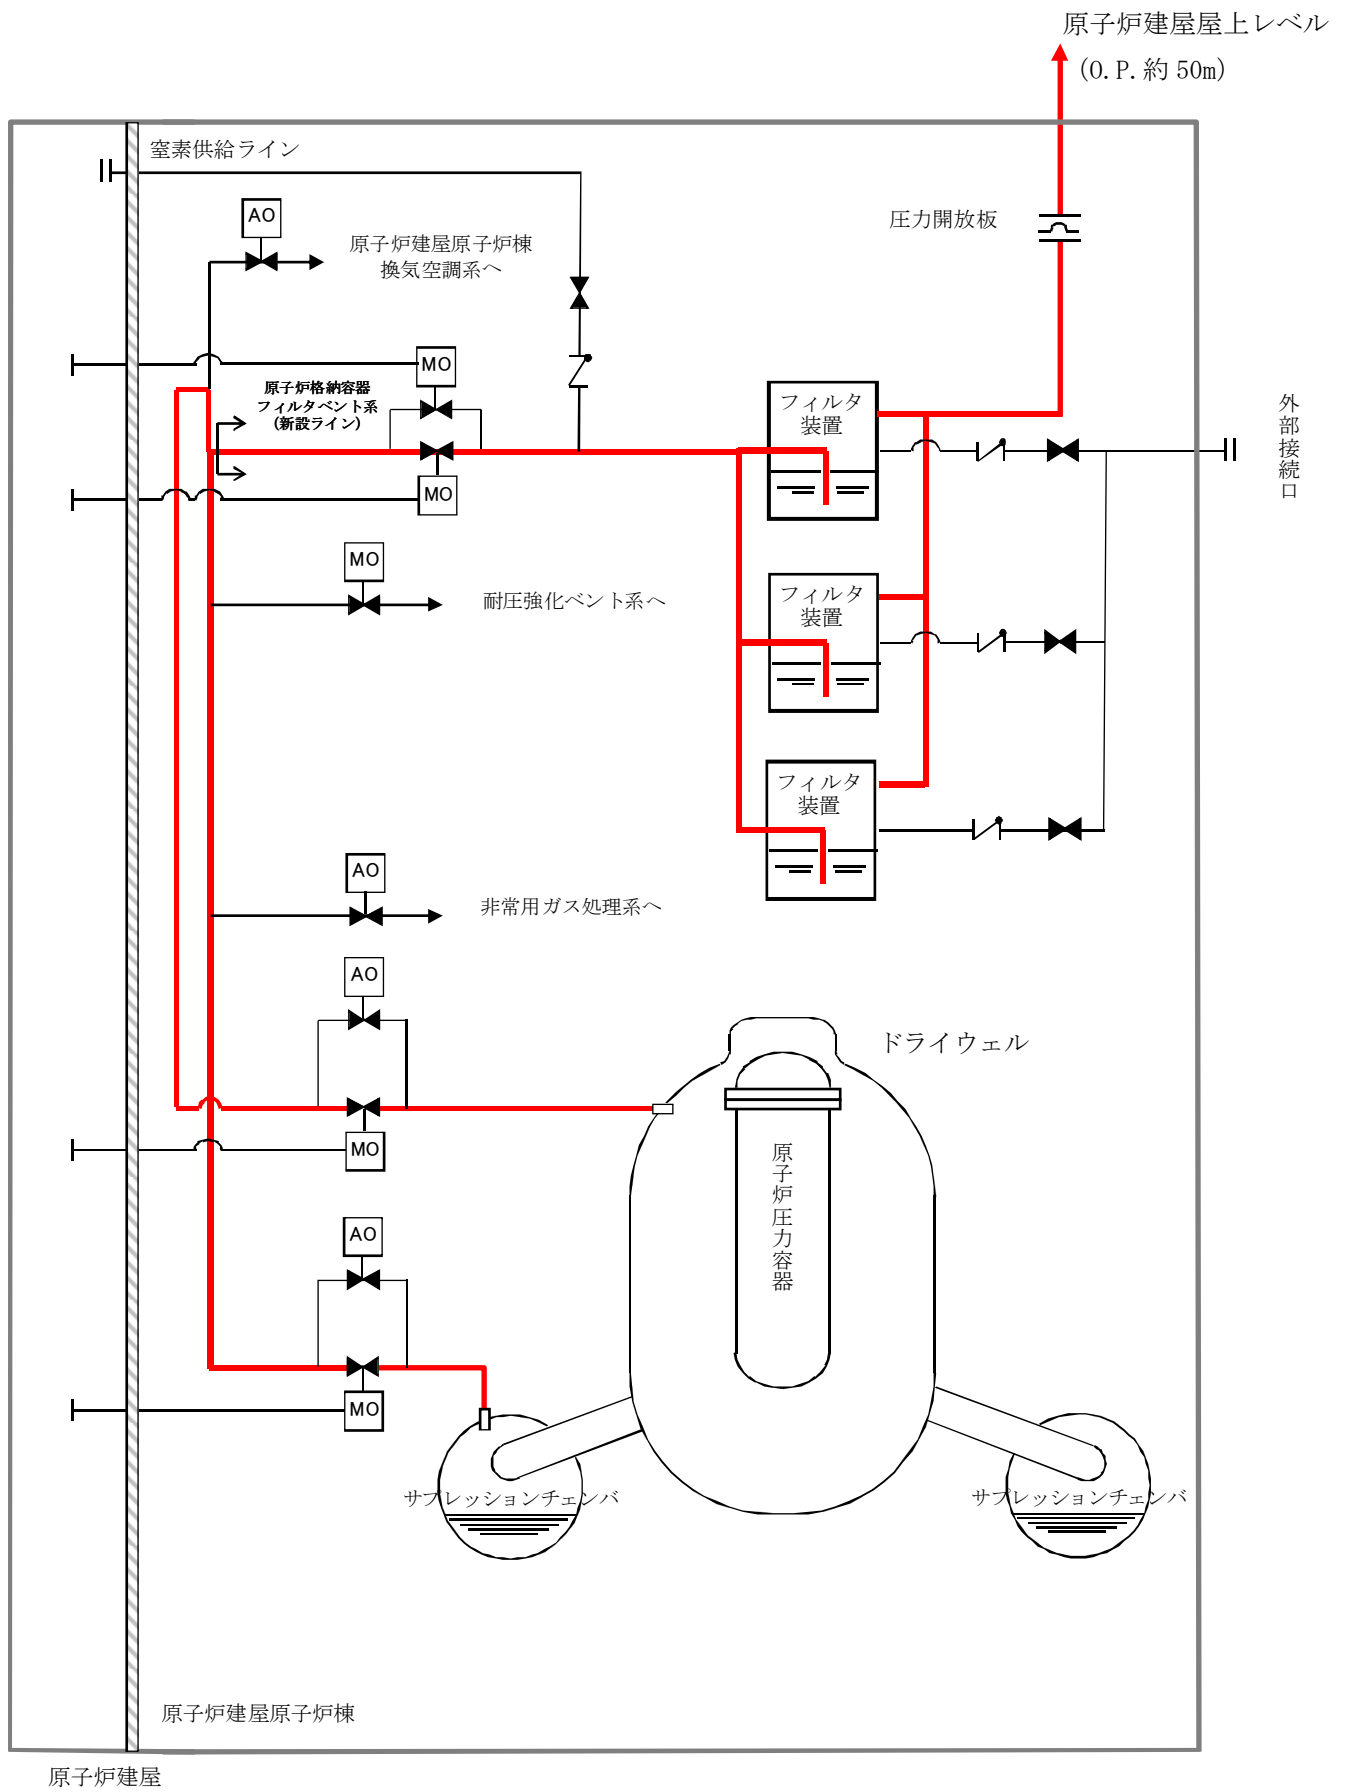 原子炉建屋屋上レベル
(O.P.約50m)
窒素供給ライン
AO
圧力開放板
原子炉建屋原子炉棟
換気空調系へ
MO
原子炉格納容器
フィルタベント系
(新設ライン)
MO
フィルタ
装置
外部接続口
MO
耐圧強化ベント系へ
フィルタ
装置
フィルタ
装置
AO
非常用ガス処理系へ
AO
ドライウェル
MO
原子炉圧力容器
AO
MO
サプレッションチェンバ
サプレッションチェンバ
原子炉建屋原子炉棟
原子炉建屋